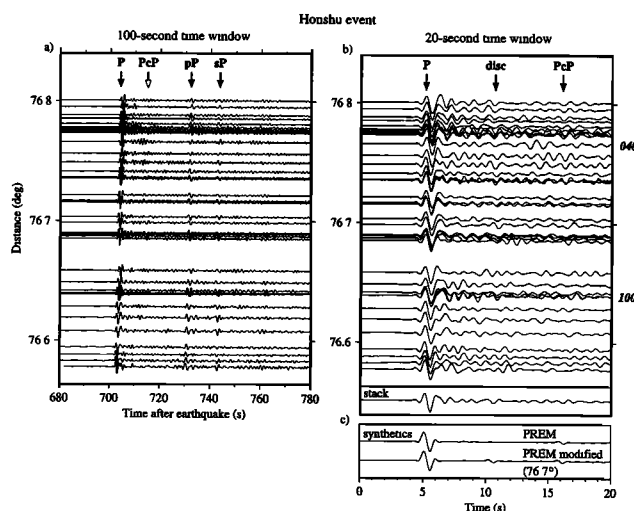 Honshu event
100-second time window
20-second time window
a)
P PcP pP sP
b)
P disc PcP
Distance (deg)
76.8
76.7
76.6
680 700 720 740 760 780
Time after earthquake (s)
76.8
76.7
76.6
040
100
stack
c)
synthetics
PREM
PREM modified
(76 7°)
0 5 10 15 20
Time (s)